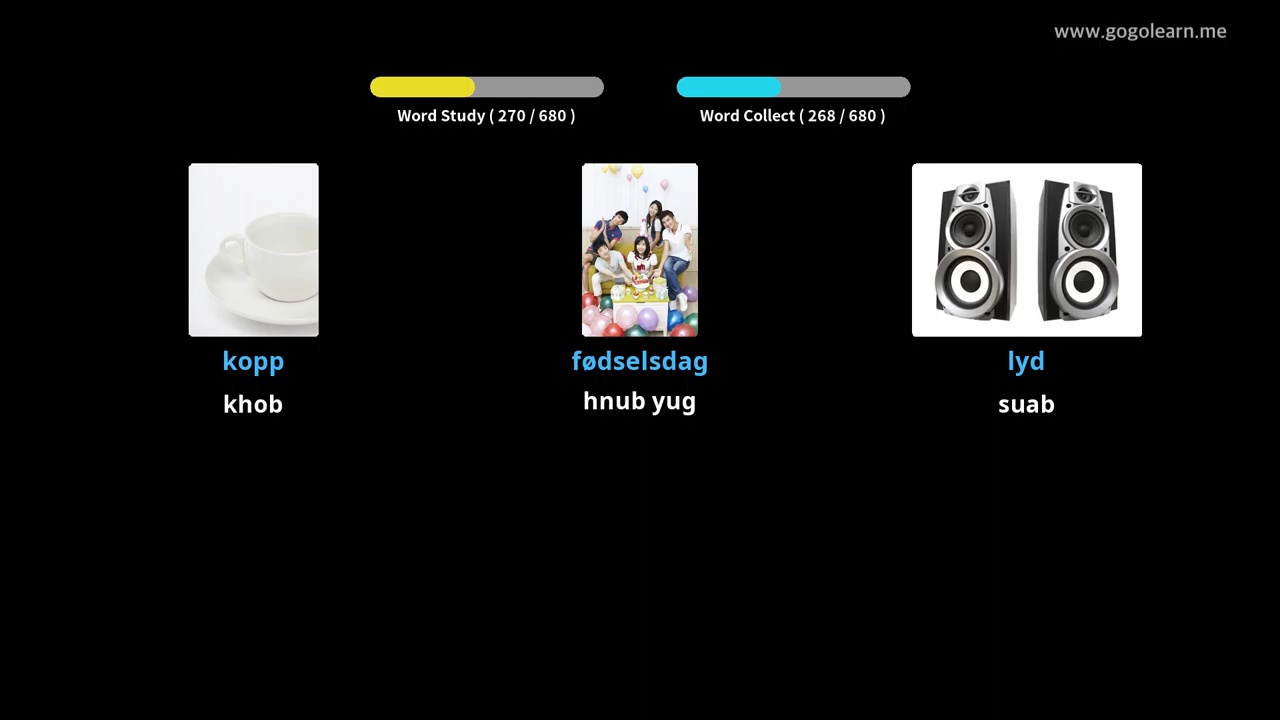 www.gogolearn.me
Word Study ( 270 / 680 )
Word Collect ( 268 / 680 )
kopp
fødselsdag
lyd
khob
hnub yug
suab